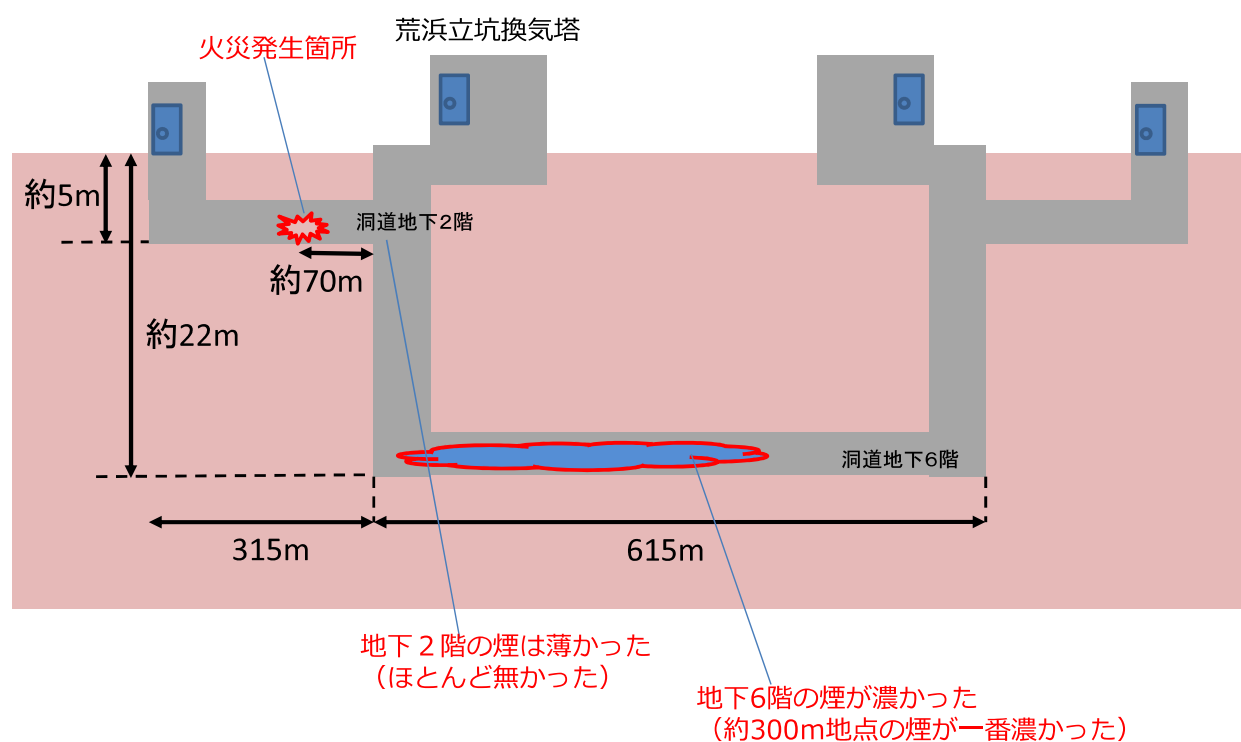 荒浜立坑換気塔
火災発生箇所
約5m
洞道地下2階
約70m
約22m
洞道地下6階
315m
615m
地下２階の煙は薄かった
（ほとんど無かった）
地下6階の煙が濃かった
（約300m地点の煙が一番濃かった）